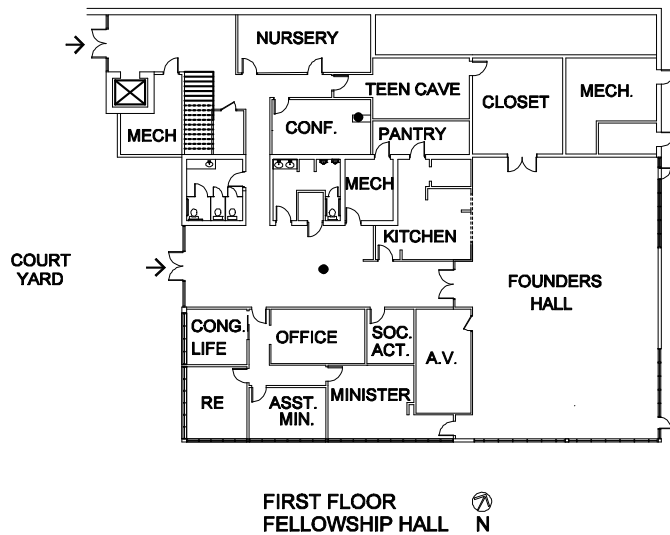 NURSERY
TEEN CAVE
CLOSET
MECH.
MECH
CONF.
PANTRY
MECH
KITCHEN
COURT
YARD
FOUNDERS
HALL
CONG.
LIFE
OFFICE
SOC.
ACT.
A.V.
RE
ASST.
MIN.
MINISTER
FIRST FLOOR
FELLOWSHIP HALL
N